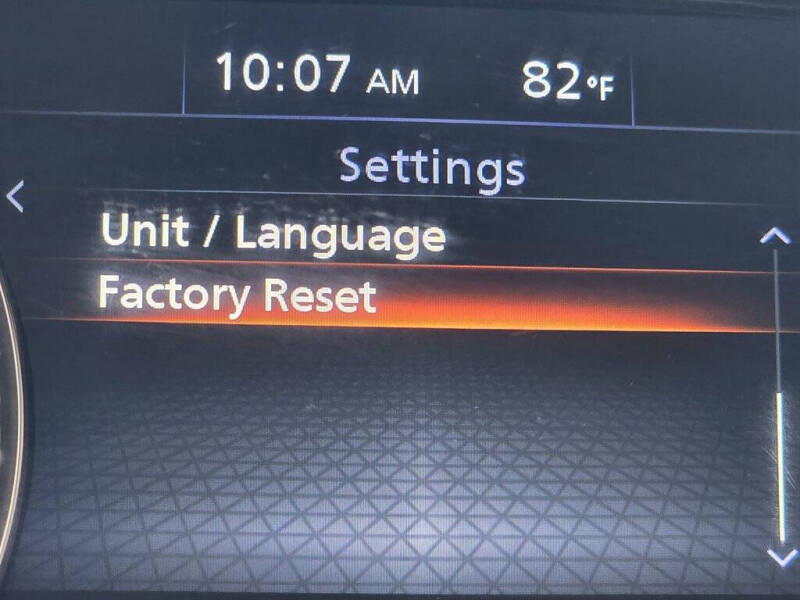 10:07 AM 82°F
Settings
Unit / Language
Factory Reset